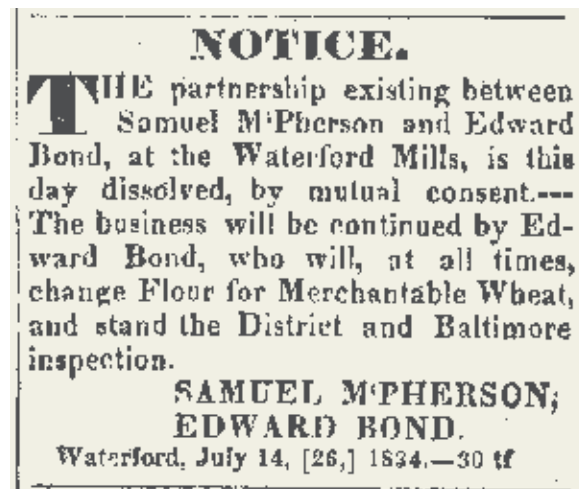 NOTICE.
THE partnership existing between
Samuel M'Pherson and Edward
Bond, at the Waterford Mills, is this
day dissolved, by mutual consent.---
The business will be continued by Ed-
ward Bond, who will, at all times,
change Flour for Merchantable Wheat,
and stand the District and Baltimore
inspection.
SAMUEL M'PHERSON,
EDWARD BOND.
Waterford, July 14, [26,] 1834.—30 tf